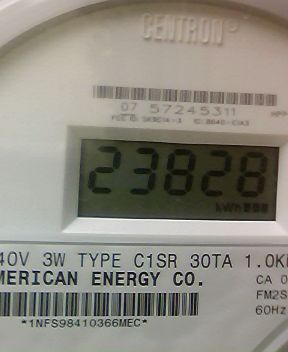 CENTRON®
07 57245311
23828
kWh
40V 3W TYPE C1SR 30TA 1.0K
MERICAN ENERGY CO.
CA 0
FM2S
60Hz
*1NFS98410366MEC*